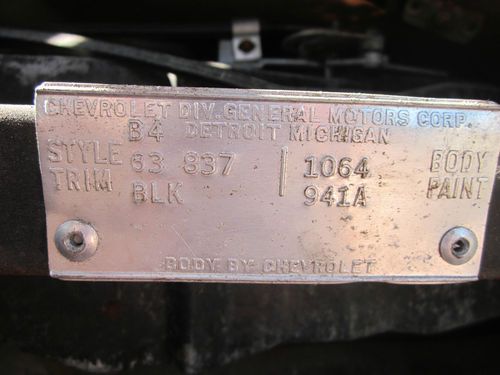 CHEVROLET DIV. GENERAL MOTORS CORP.
B4 DETROIT MICHIGAN
STYLE 63 837 1064 BODY
TRIM BLK 941A PAINT
BODY BY CHEVROLET